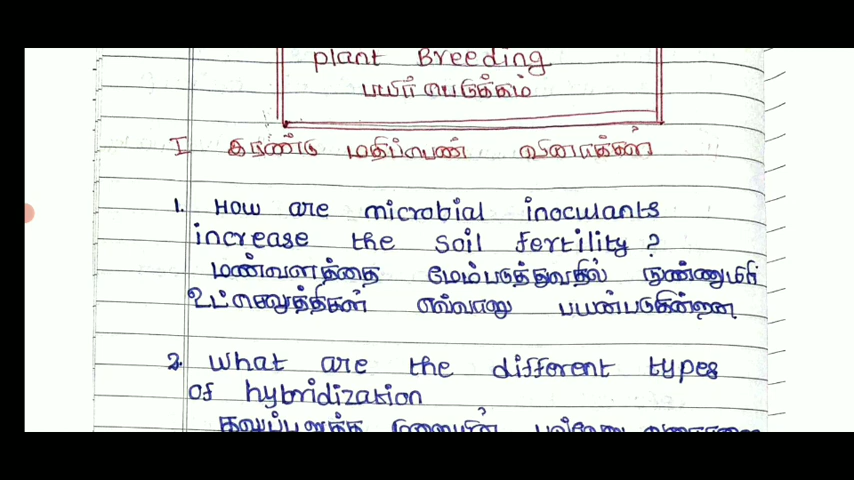 plant Breeding
பயிர் பெருக்கம்
I இரண்டு மதிப்பெண் வினாக்கள்
1. How are microbial inoculants
increase the soil fertility?
மண்வளத்தை மேம்படுத்துவதில் நுண்ணுயிர்
உட்செலுத்திகள் எவ்வாறு பயன்படுகின்றன
2. What are the different types
of hybridization